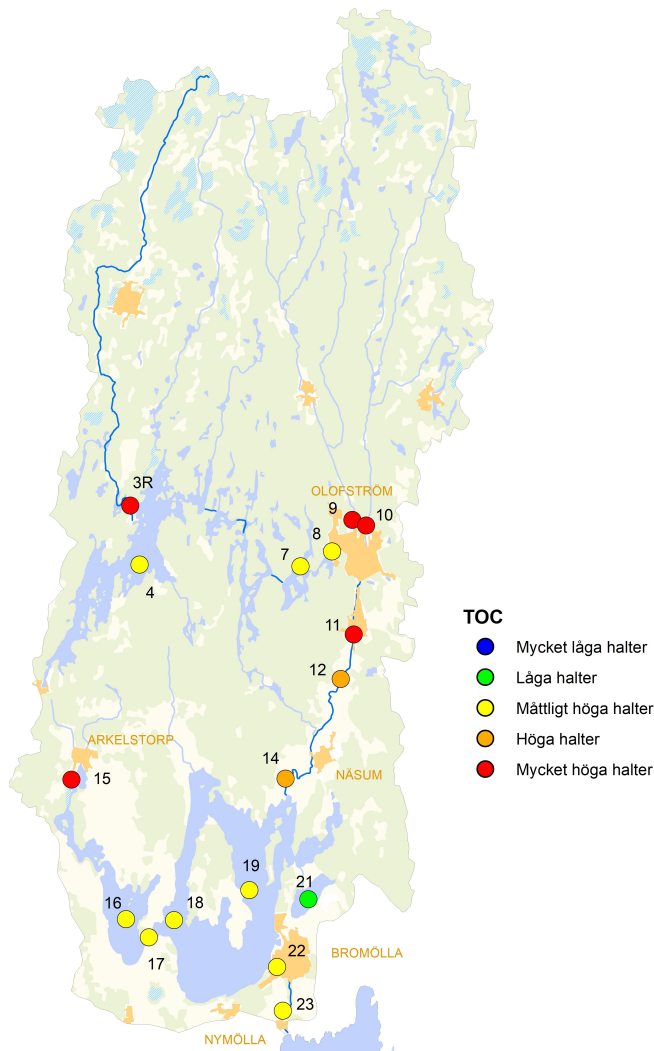 3R
OLOFSTRÖM
9
10
8
7
4
11
TOC
Mycket låga halter
12
Låga halter
Måttligt höga halter
ARKELSTORP
Höga halter
14
15
NÄSUM
Mycket höga halter
19
21
16
18
17
22
BROMÖLLA
23
NYMÖLLA